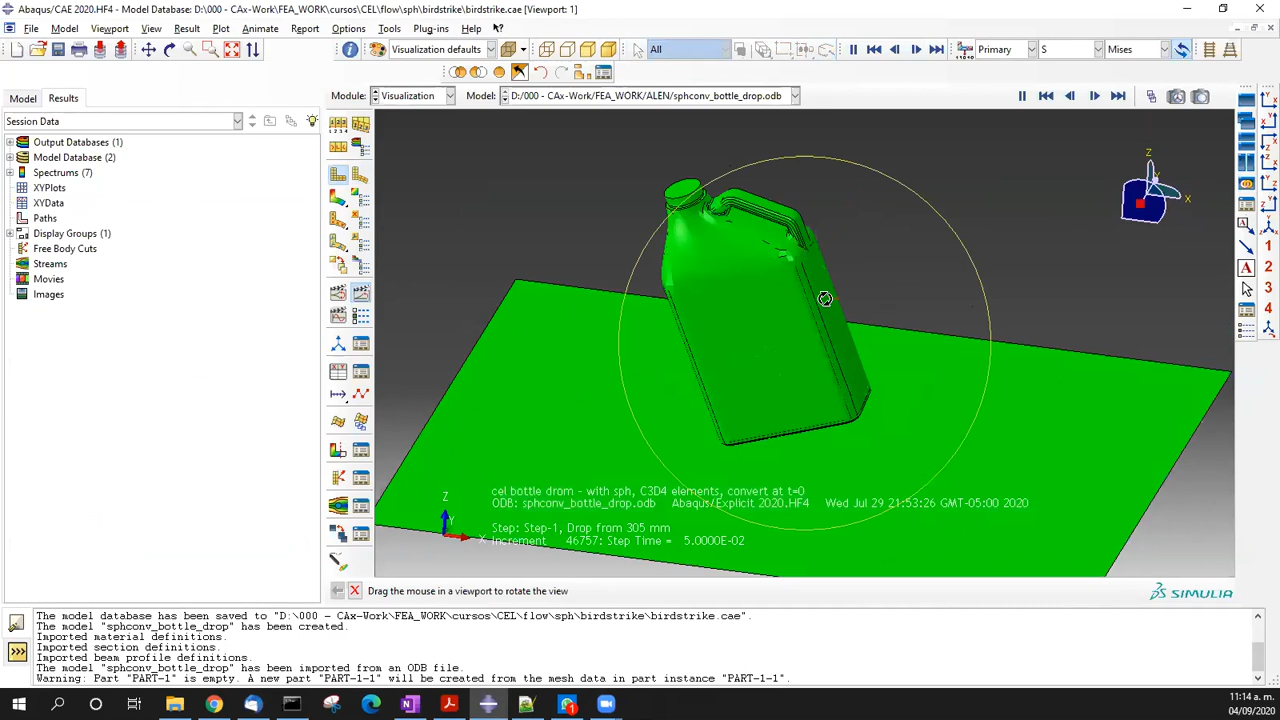 Abaqus/CAE 2020.HF4 - Model Database: D:\000 - CAx-Work\FEA_WORK\cursos\CEL\flow\sph\birdstrike\birdstrike.cae [Viewport: 1]
File Model Viewport View Result Plot Animate Report Options Tools Plug-ins Help
Visualization defaults All Primary S Mises
Model Results Module: Visualization Model: D:/000 - CAx-Work/FEA_WORK/ALEN/sphconv_bottle_drop.odb
Session Data
Output Databases (1)
Model Database (2)
Spectrums (7)
XYPlots
XYData
Paths
Display Groups (1)
Free Body Cuts
Streams
Movies
Images
Z
X
1
2
3
4
cel bottle drom - with sph, C3D4 elements, convert at t=0
ODB: sphconv_bottle_drop.odb Abaqus/Explicit 2020.HF4 Wed Jul 29 21:53:26 GMT-05:00 2020
Step: Step-1, Drop from 305 mm
Increment 46757: Step Time = 5.0000E-02
Z
Y
X
Drag the mouse in a viewport to rotate the view
SIMULIA
The model database has been saved to "D:\000 - CAx-Work\FEA_WORK\cursos\CEL\flow\sph\birdstrike\birdstrike.cae".
The model "sphconv_bottle_drop" has been created.
Imported material definitions.
Imported section definitions.
Imported beam profile definitions.
The model "sphconv_bottle_drop" has been imported from an ODB file.
Warning: Part "PART-1" is empty. A new part "PART-1-1" will be created from the mesh data in part instance "PART-1-1".
11:14 a.m.
04/09/2020